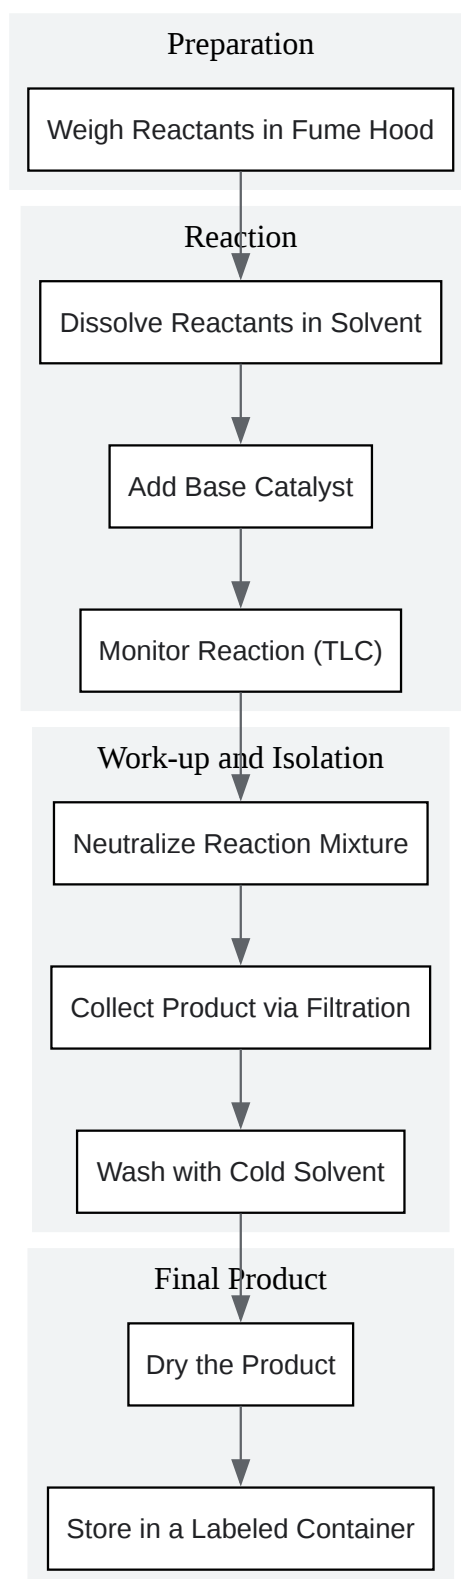 Preparation
Weigh Reactants in Fume Hood
Reaction
Dissolve Reactants in Solvent
Add Base Catalyst
Monitor Reaction (TLC)
Work-up and Isolation
Neutralize Reaction Mixture
Collect Product via Filtration
Wash with Cold Solvent
Final Product
Dry the Product
Store in a Labeled Container